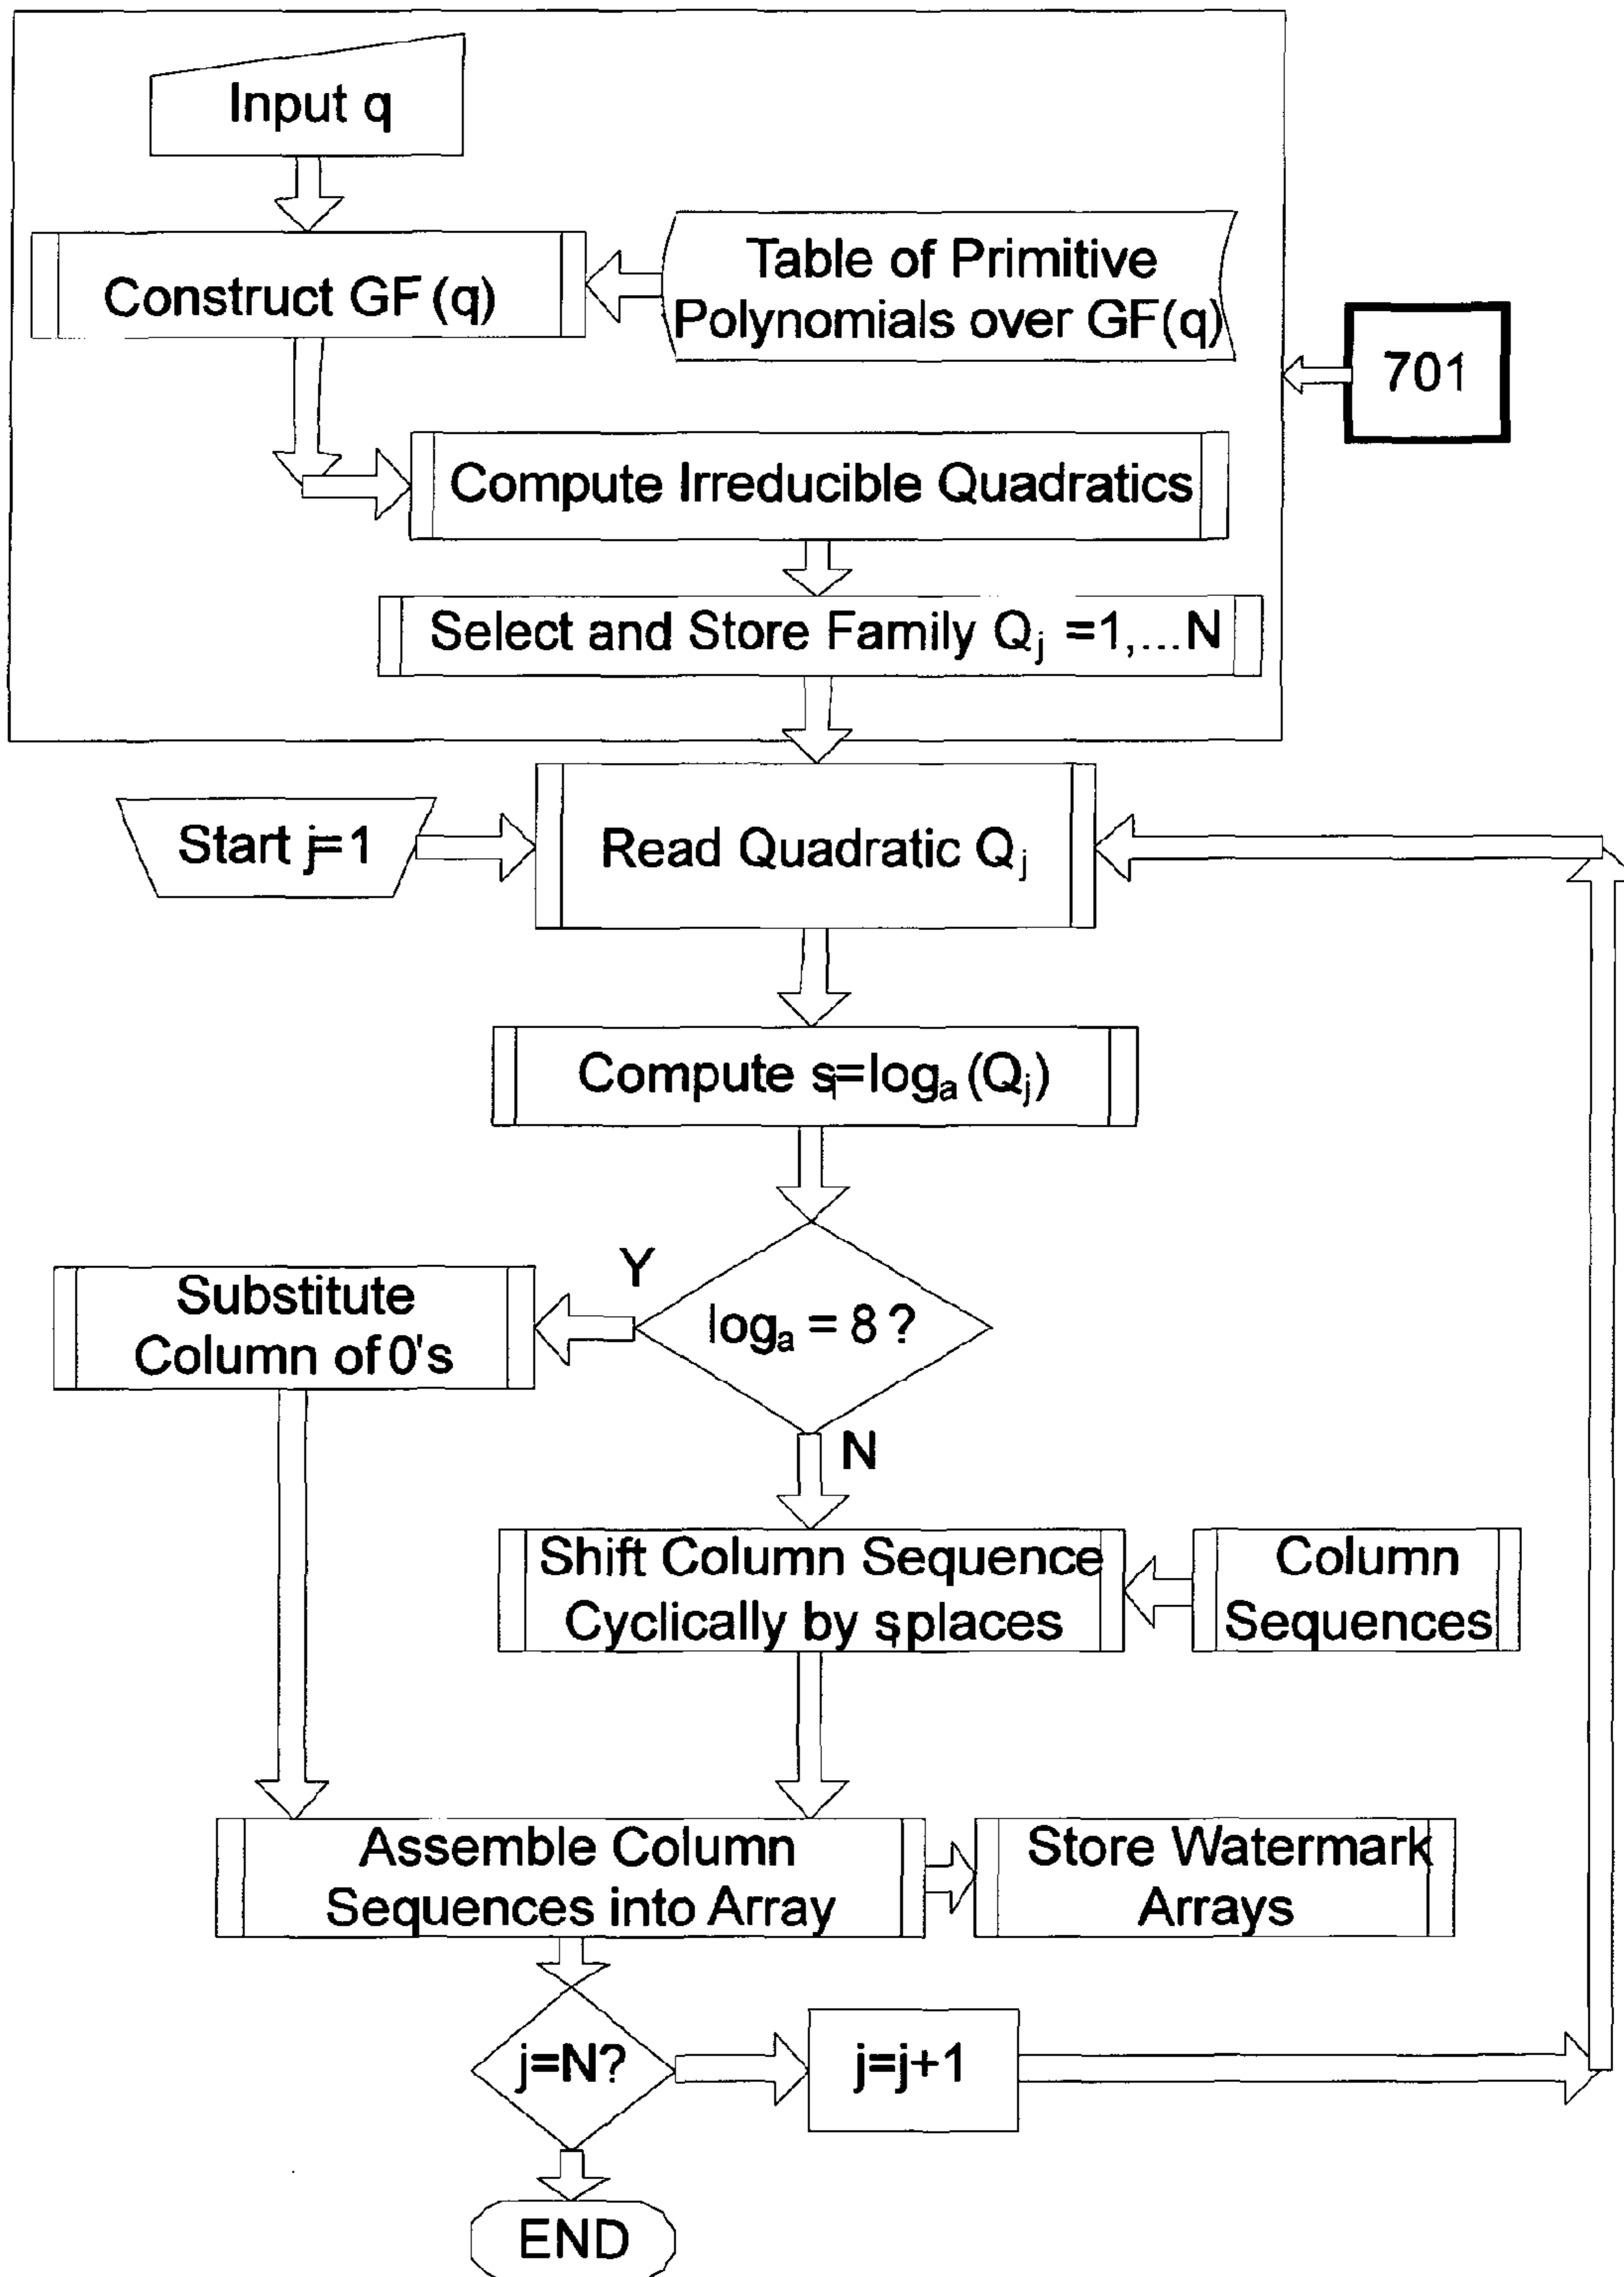 Input q
Construct GF(q)
Table of Primitive
Polynomials over GF(q)
701
Compute Irreducible Quadratics
Select and Store Family Qj =1,...N
Start j=1
Read Quadratic Qj
Compute si=loga(Qj)
Y
loga = 8 ?
Substitute
Column of 0's
N
Shift Column Sequence
Cyclically by si places
Column
Sequences
Assemble Column
Sequences into Array
Store Watermark
Arrays
j=N?
j=j+1
END